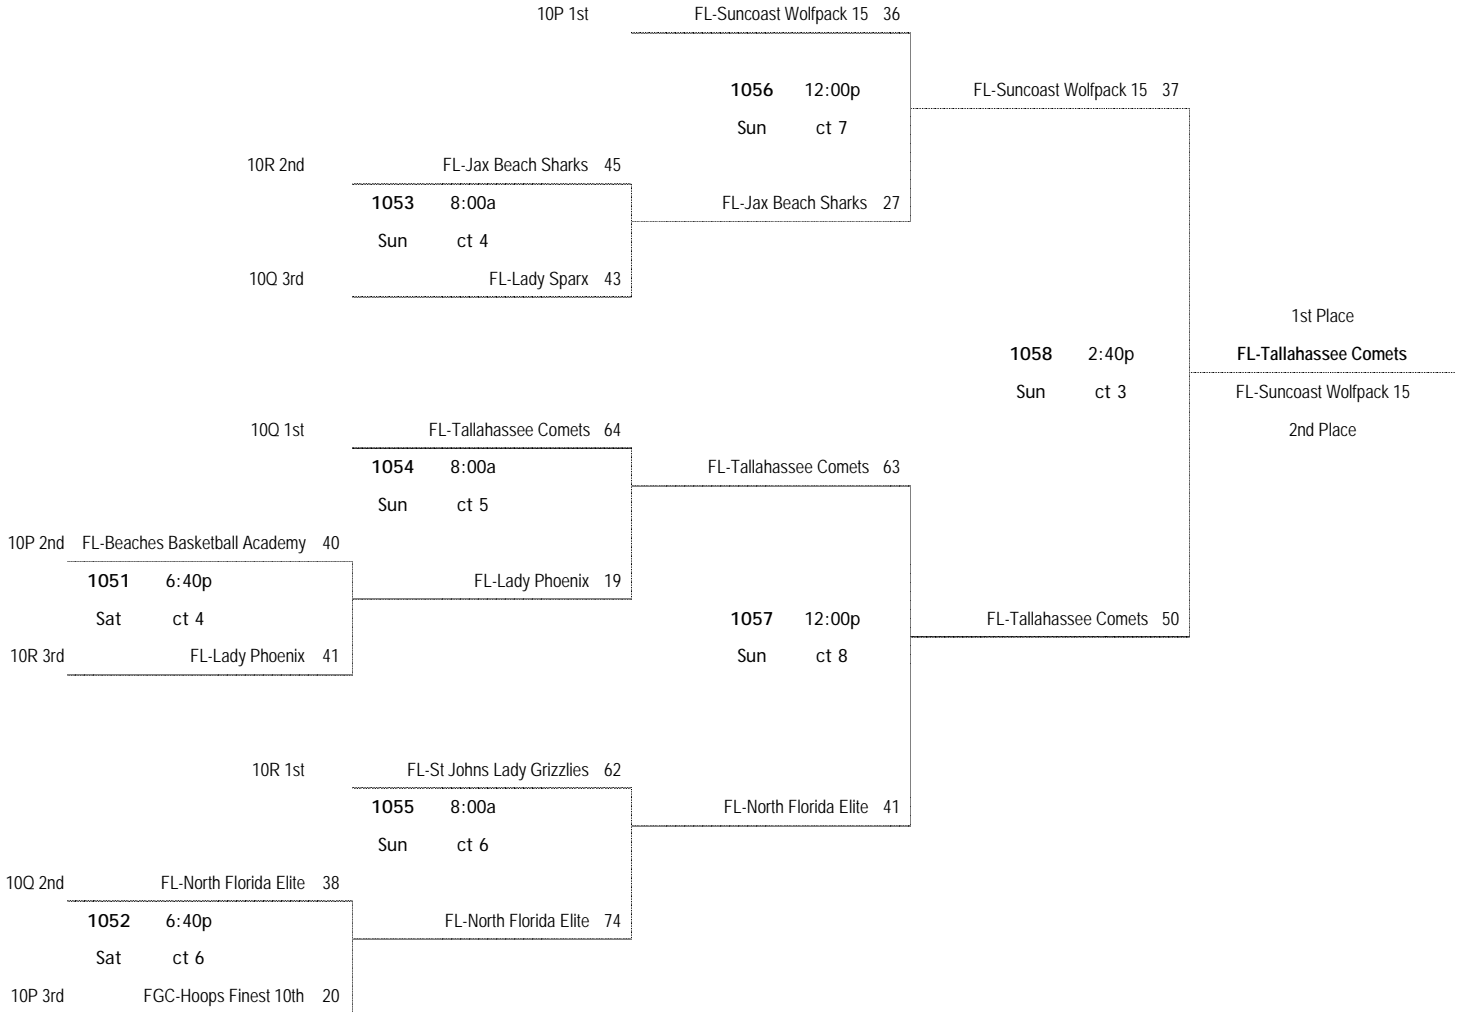 10P 1st FL-Suncoast Wolfpack 15 36
1056 12:00p FL-Suncoast Wolfpack 15 37
Sun ct 7
10R 2nd FL-Jax Beach Sharks 45
1053 8:00a FL-Jax Beach Sharks 27
Sun ct 4
10Q 3rd FL-Lady Sparx 43
1st Place
1058 2:40p FL-Tallahassee Comets
Sun ct 3 FL-Suncoast Wolfpack 15
10Q 1st FL-Tallahassee Comets 64 2nd Place
1054 8:00a FL-Tallahassee Comets 63
Sun ct 5
10P 2nd FL-Beaches Basketball Academy 40
1051 6:40p FL-Lady Phoenix 19
Sat ct 4 1057 12:00p FL-Tallahassee Comets 50
10R 3rd FL-Lady Phoenix 41 Sun ct 8
10R 1st FL-St Johns Lady Grizzlies 62
1055 8:00a FL-North Florida Elite 41
Sun ct 6
10Q 2nd FL-North Florida Elite 38
1052 6:40p FL-North Florida Elite 74
Sat ct 6
10P 3rd FGC-Hoops Finest 10th 20